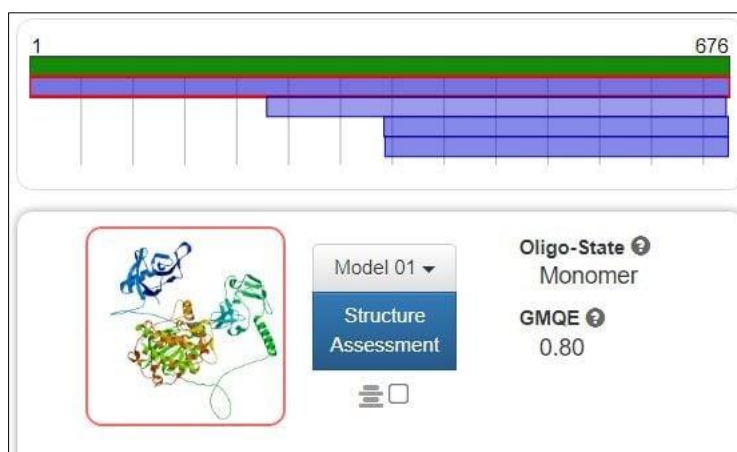 1 676
Model 01
Structure
Assessment
Oligo-State
Monomer
GMQE
0.80